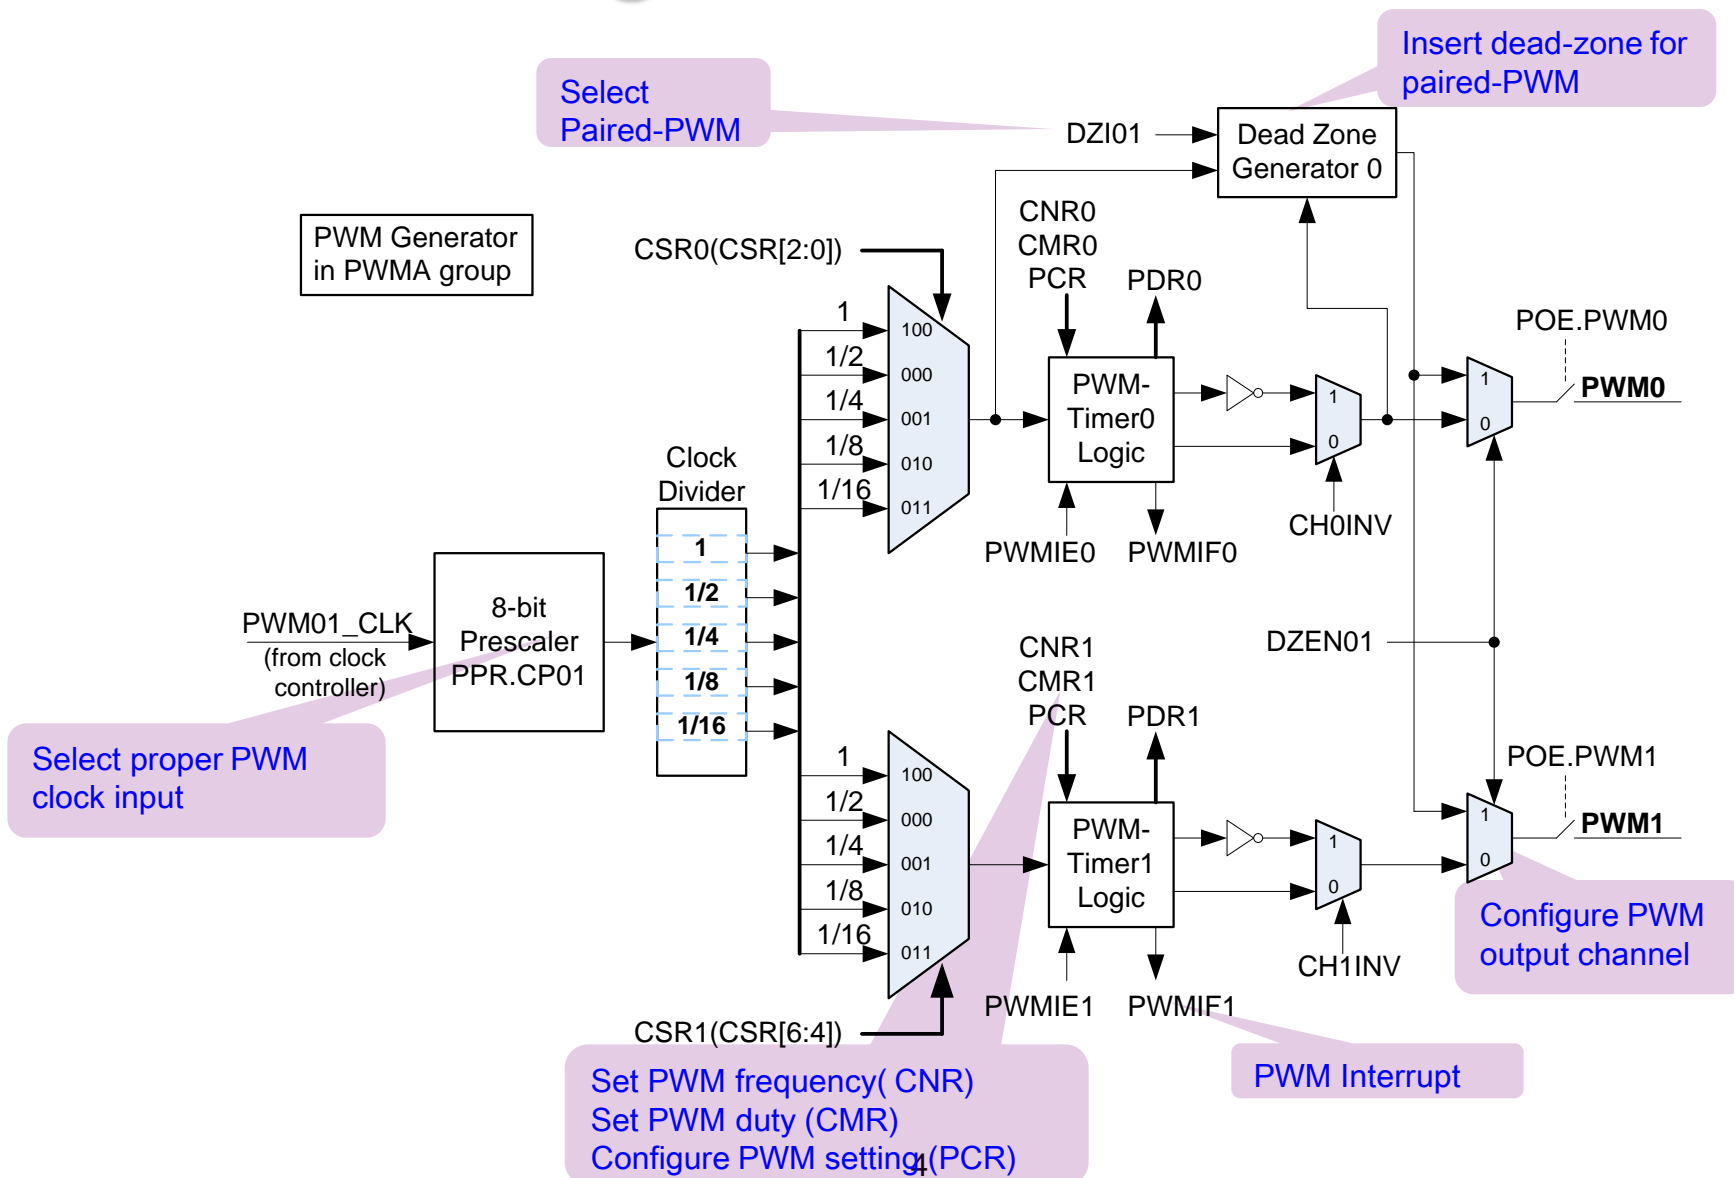 Insert dead-zone for
paired-PWM
Select
Paired-PWM
DZI01
Dead Zone
Generator 0
PWM Generator
in PWMA group
CSR0(CSR[2:0])
CNR0
CMR0
PCR
PDR0
1
1/2
1/4
1/8
1/16
100
000
001
010
011
PWM-
Timer0
Logic
1
0
1
0
POE.PWM0
PWM0
PWMIE0
PWMIF0
CH0INV
Clock
Divider
1
1/2
1/4
1/8
1/16
PWM01_CLK
(from clock
controller)
8-bit
Prescaler
PPR.CP01
DZEN01
Select proper PWM
clock input
CNR1
CMR1
PCR
PDR1
1
1/2
1/4
1/8
1/16
100
000
001
010
011
PWM-
Timer1
Logic
1
0
1
0
POE.PWM1
PWM1
PWMIE1
PWMIF1
CH1INV
Configure PWM
output channel
CSR1(CSR[6:4])
PWM Interrupt
Set PWM frequency( CNR)
Set PWM duty (CMR)
Configure PWM setting (PCR)
4